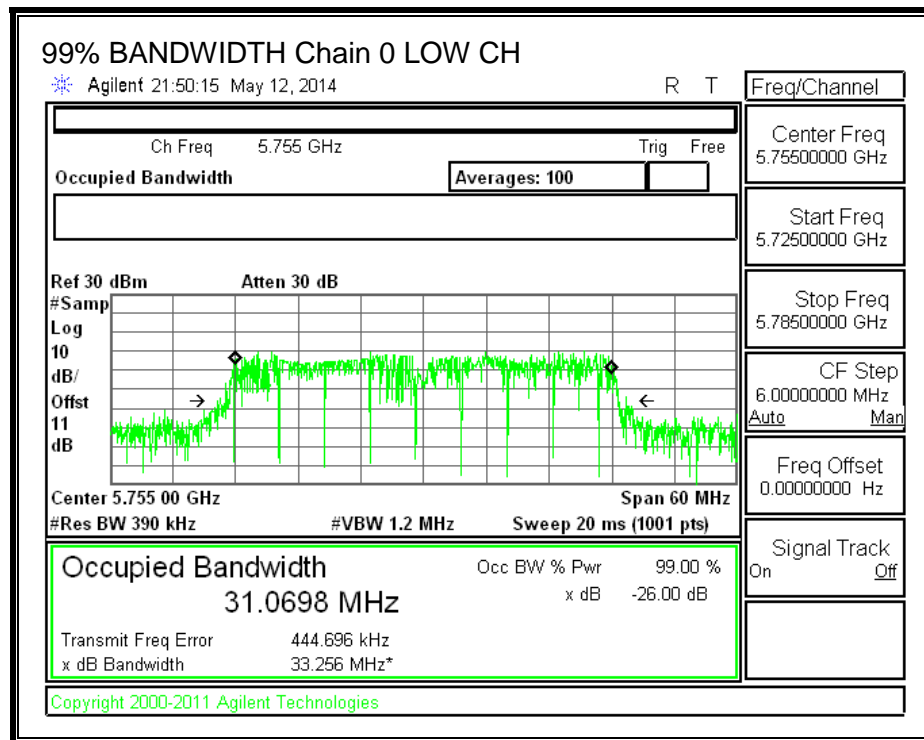 99% BANDWIDTH Chain 0 LOW CH
Agilent 21:50:15 May 12, 2014 R T
Freq/Channel
Ch Freq 5.755 GHz Trig Free
Occupied Bandwidth Averages: 100
Center Freq
5.75500000 GHz
Start Freq
5.72500000 GHz
Stop Freq
5.78500000 GHz
CF Step
6.00000000 MHz
Auto Man
Freq Offset
0.00000000 Hz
Signal Track
On Off
Ref 30 dBm Atten 30 dB
#Samp
Log
10
dB/
Offst
11
dB
Center 5.755 00 GHz Span 60 MHz
#Res BW 390 kHz #VBW 1.2 MHz Sweep 20 ms (1001 pts)
Occupied Bandwidth Occ BW % Pwr 99.00 %
31.0698 MHz x dB -26.00 dB
Transmit Freq Error 444.696 kHz
x dB Bandwidth 33.256 MHz*
Copyright 2000-2011 Agilent Technologies